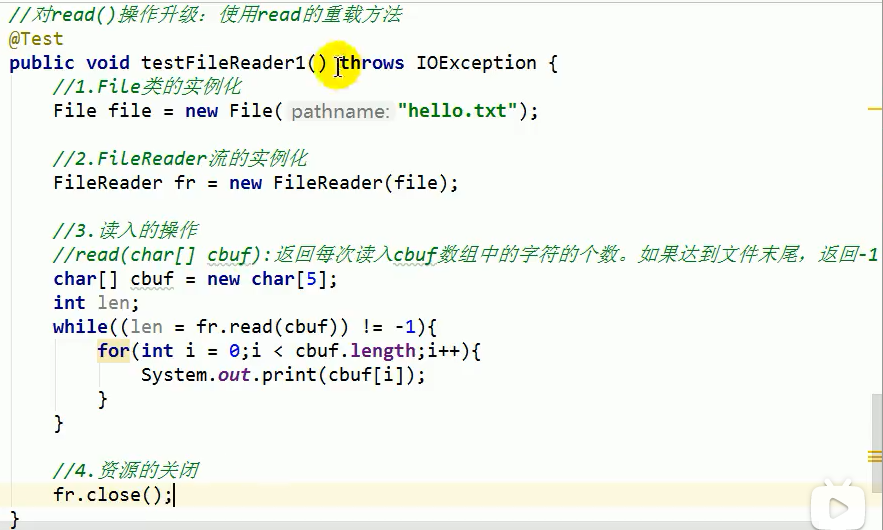 //对read()操作升级：使用read的重载方法
@Test
public void testFileReader1() throws IOException {
//1.File类的实例化
File file = new File( pathname: "hello.txt");
//2.FileReader流的实例化
FileReader fr = new FileReader(file);
//3.读入的操作
//read(char[] cbuf):返回每次读入cbuf数组中的字符的个数。如果达到文件末尾，返回-1
char[] cbuf = new char[5];
int len;
while((len = fr.read(cbuf)) != -1){
for(int i = 0;i < cbuf.length;i++){
System.out.print(cbuf[i]);
}
}
//4.资源的关闭
fr.close();
}